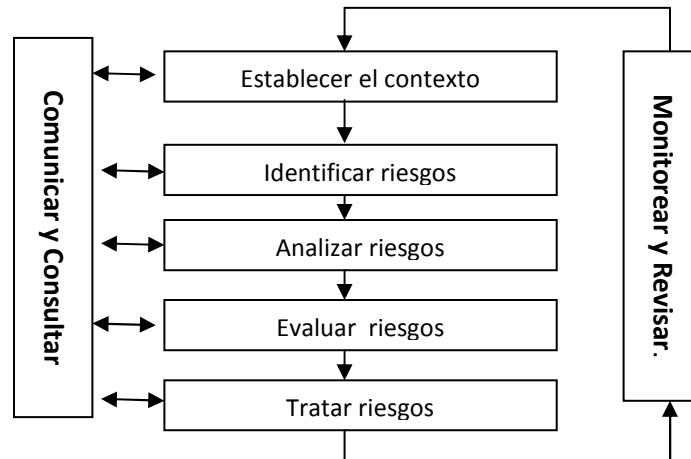 Comunicar y Consultar
Establecer el contexto
Identificar riesgos
Analizar riesgos
Evaluar riesgos
Tratar riesgos
Monitorear y Revisar.